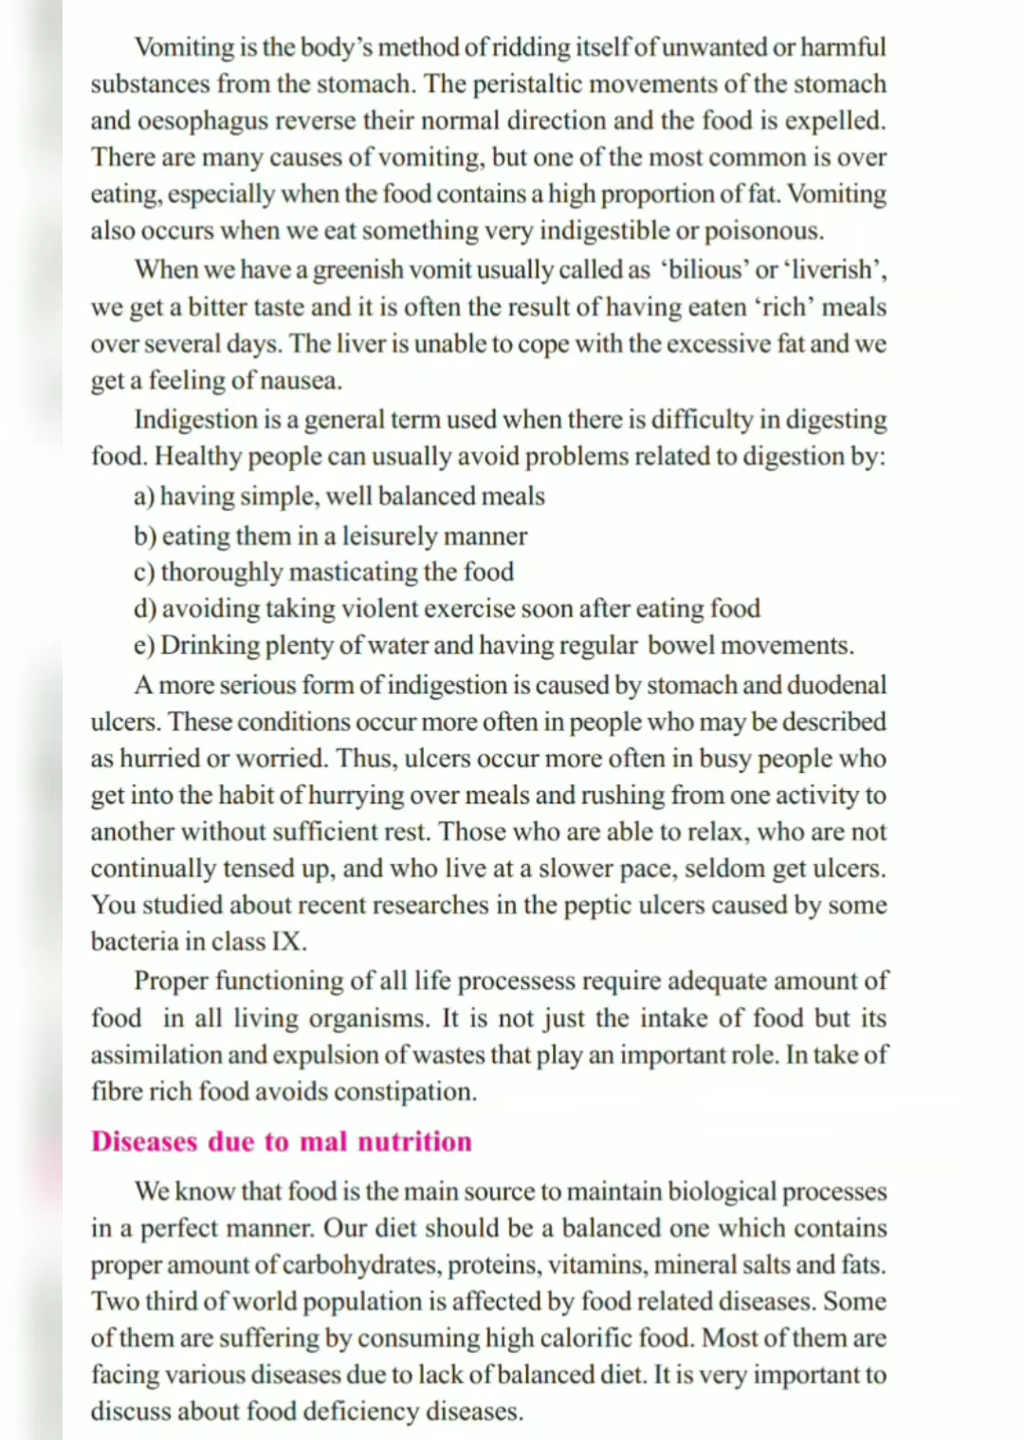 Vomiting is the body’s method of ridding itself of unwanted or harmful
substances from the stomach. The peristaltic movements of the stomach
and oesophagus reverse their normal direction and the food is expelled.
There are many causes of vomiting, but one of the most common is over
eating, especially when the food contains a high proportion of fat. Vomiting
also occurs when we eat something very indigestible or poisonous.
When we have a greenish vomit usually called as ‘bilious’ or ‘liverish’,
we get a bitter taste and it is often the result of having eaten ‘rich’ meals
over several days. The liver is unable to cope with the excessive fat and we
get a feeling of nausea.
Indigestion is a general term used when there is difficulty in digesting
food. Healthy people can usually avoid problems related to digestion by:
a) having simple, well balanced meals
b) eating them in a leisurely manner
c) thoroughly masticating the food
d) avoiding taking violent exercise soon after eating food
e) Drinking plenty of water and having regular bowel movements.
A more serious form of indigestion is caused by stomach and duodenal
ulcers. These conditions occur more often in people who may be described
as hurried or worried. Thus, ulcers occur more often in busy people who
get into the habit of hurrying over meals and rushing from one activity to
another without sufficient rest. Those who are able to relax, who are not
continually tensed up, and who live at a slower pace, seldom get ulcers.
You studied about recent researches in the peptic ulcers caused by some
bacteria in class IX.
Proper functioning of all life processess require adequate amount of
food in all living organisms. It is not just the intake of food but its
assimilation and expulsion of wastes that play an important role. In take of
fibre rich food avoids constipation.
Diseases due to mal nutrition
We know that food is the main source to maintain biological processes
in a perfect manner. Our diet should be a balanced one which contains
proper amount of carbohydrates, proteins, vitamins, mineral salts and fats.
Two third of world population is affected by food related diseases. Some
of them are suffering by consuming high calorific food. Most of them are
facing various diseases due to lack of balanced diet. It is very important to
discuss about food deficiency diseases.